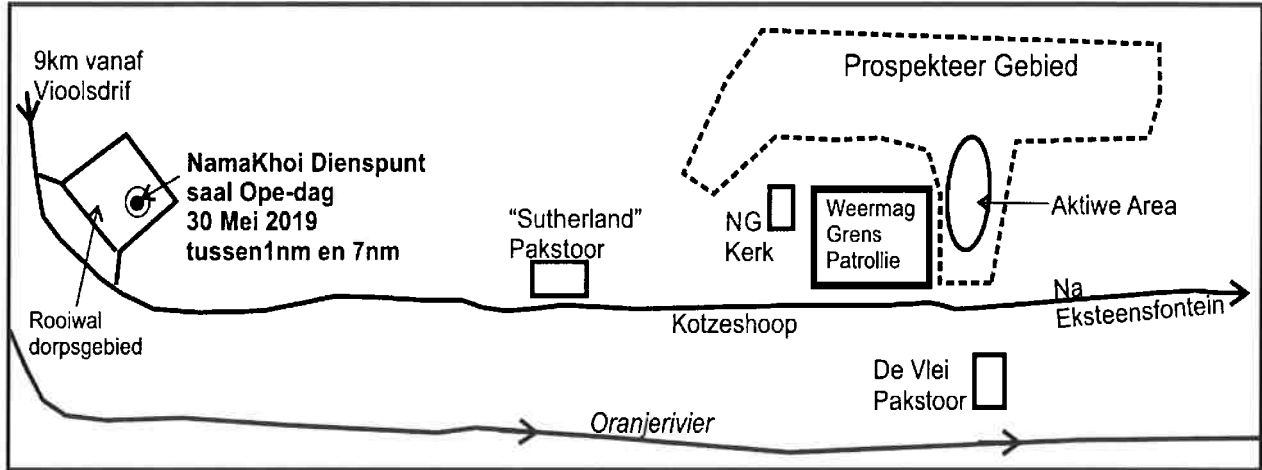 9km vanaf
Vioolsdrif
Prospekteer Gebied
NamaKhoi Dienspunt
saal Ope-dag
30 Mei 2019
tussen1nm en 7nm
"Sutherland"
Pakstoor
NG
Kerk
Weermag
Grens
Patrollie
Aktiwe Area
Rooiwal
dorpsgebied
Kotzeshoop
Na
Eksteensfontein
De Vlei
Pakstoor
Oranjerivier